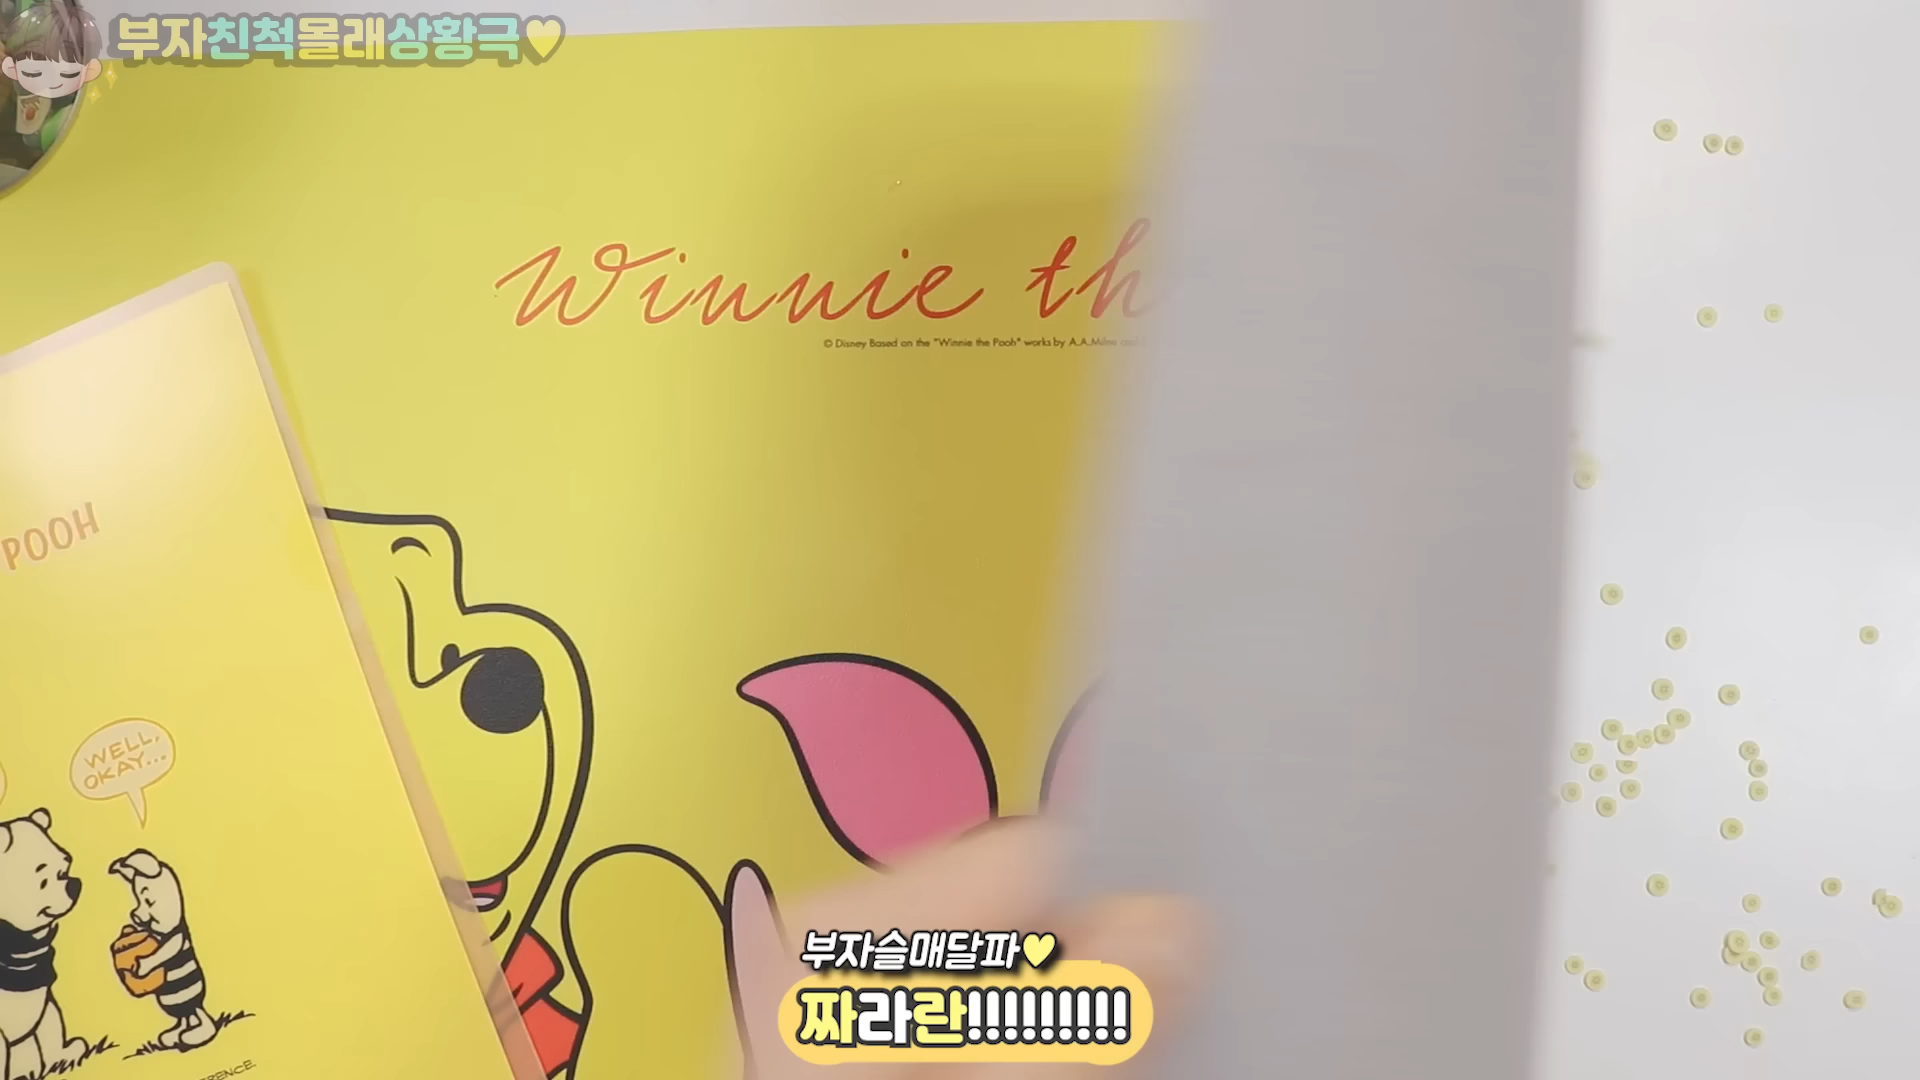 부자친척몰래상황극♥
Winnie th
© Disney Based on the "Winnie the Pooh" works by A.A.Milne and
POOH
WELL,
OKAY...
부자슬매달파♥
짜라란!!!!!!!!!